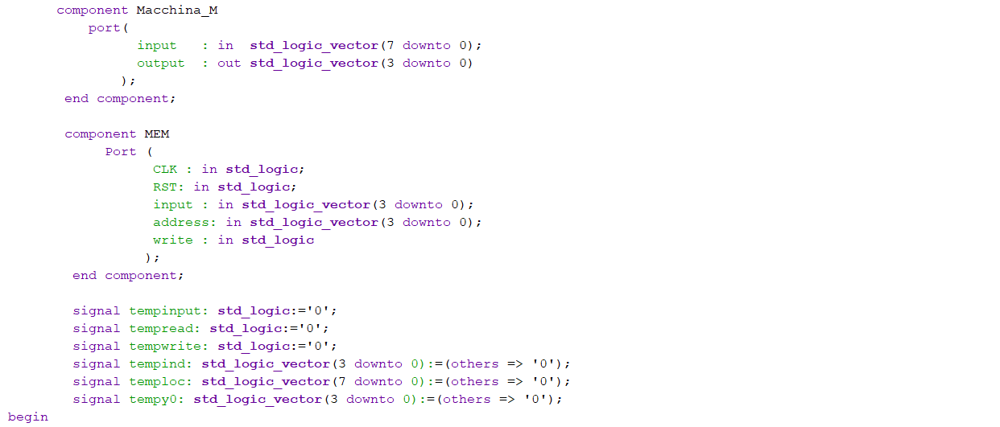 component Macchina_M
port(
input : in std_logic_vector(7 downto 0);
output : out std_logic_vector(3 downto 0)
);
end component;
component MEM
Port (
CLK : in std_logic;
RST: in std_logic;
input : in std_logic_vector(3 downto 0);
address: in std_logic_vector(3 downto 0);
write : in std_logic
);
end component;
signal tempinput: std_logic:='0';
signal tempread: std_logic:='0';
signal tempwrite: std_logic:='0';
signal tempind: std_logic_vector(3 downto 0):=(others => '0');
signal temploc: std_logic_vector(7 downto 0):=(others => '0');
signal tempy0: std_logic_vector(3 downto 0):=(others => '0');
begin